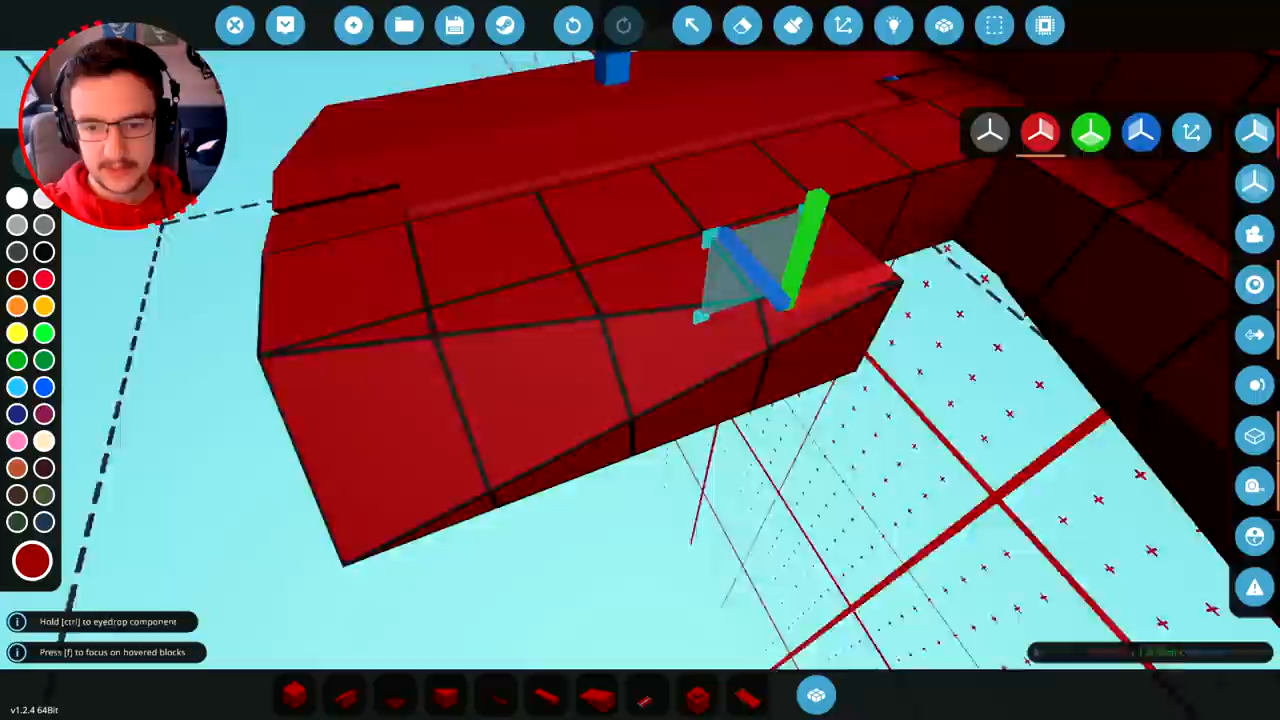 Hold [ctrl] to eyedrop component
Press [f] to focus on hovered blocks
v1.2.4 64Bit